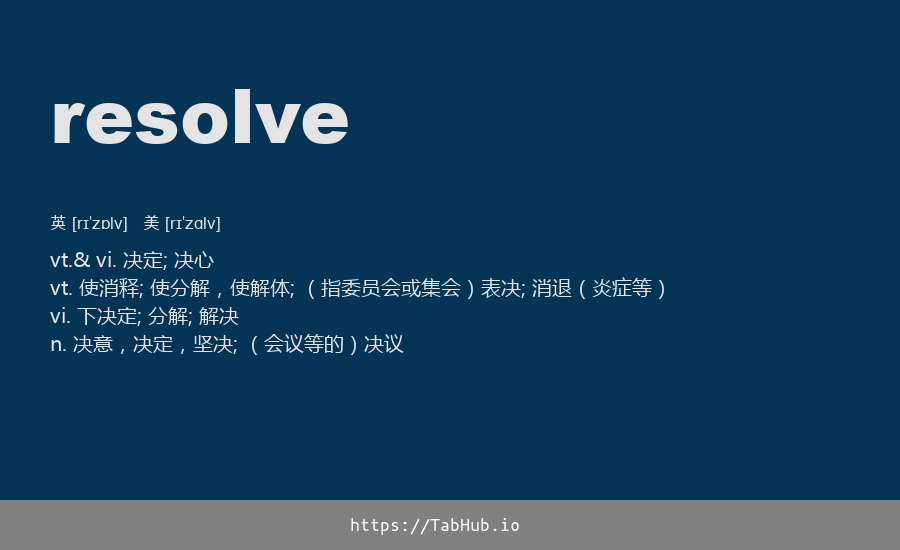 resolve
英 [rɪˈzɒlv] 美 [rɪˈzɑlv]
vt.& vi. 决定; 决心
vt. 使消释; 使分解，使解体; （指委员会或集会）表决; 消退（炎症等）
vi. 下决定; 分解; 解决
n. 决意，决定，坚决; （会议等的）决议
https://TabHub.io